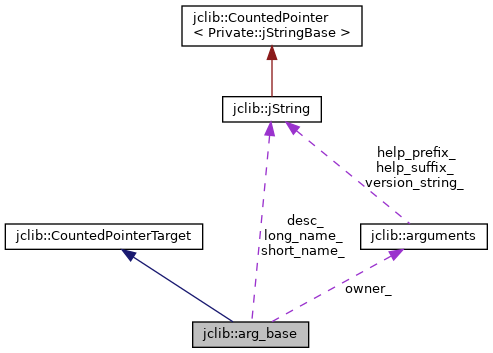 jclib::CountedPointer
< Private::jStringBase >
jclib::jString
help_prefix_
help_suffix_
version_string_
desc_
long_name_
short_name_
jclib::CountedPointerTarget
jclib::arguments
owner_
jclib::arg_base